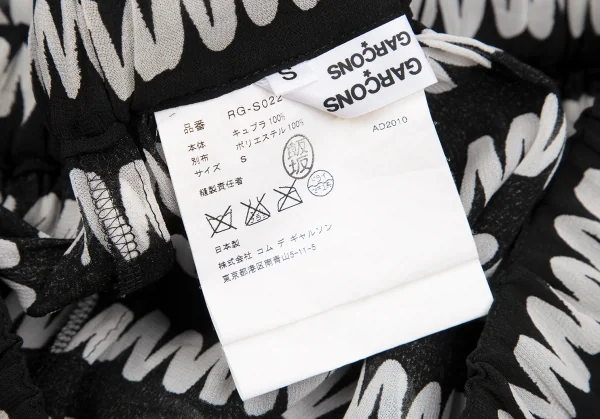 GARÇONS
GARÇONS
S
品番 RG-S022
本体 キュプラ 100%
別布 ポリエステル 100%
サイズ S
AD2010
縫製責任者
飯坂
日本製
株式会社 コム デ ギャルソン
東京都港区南青山5-11-5